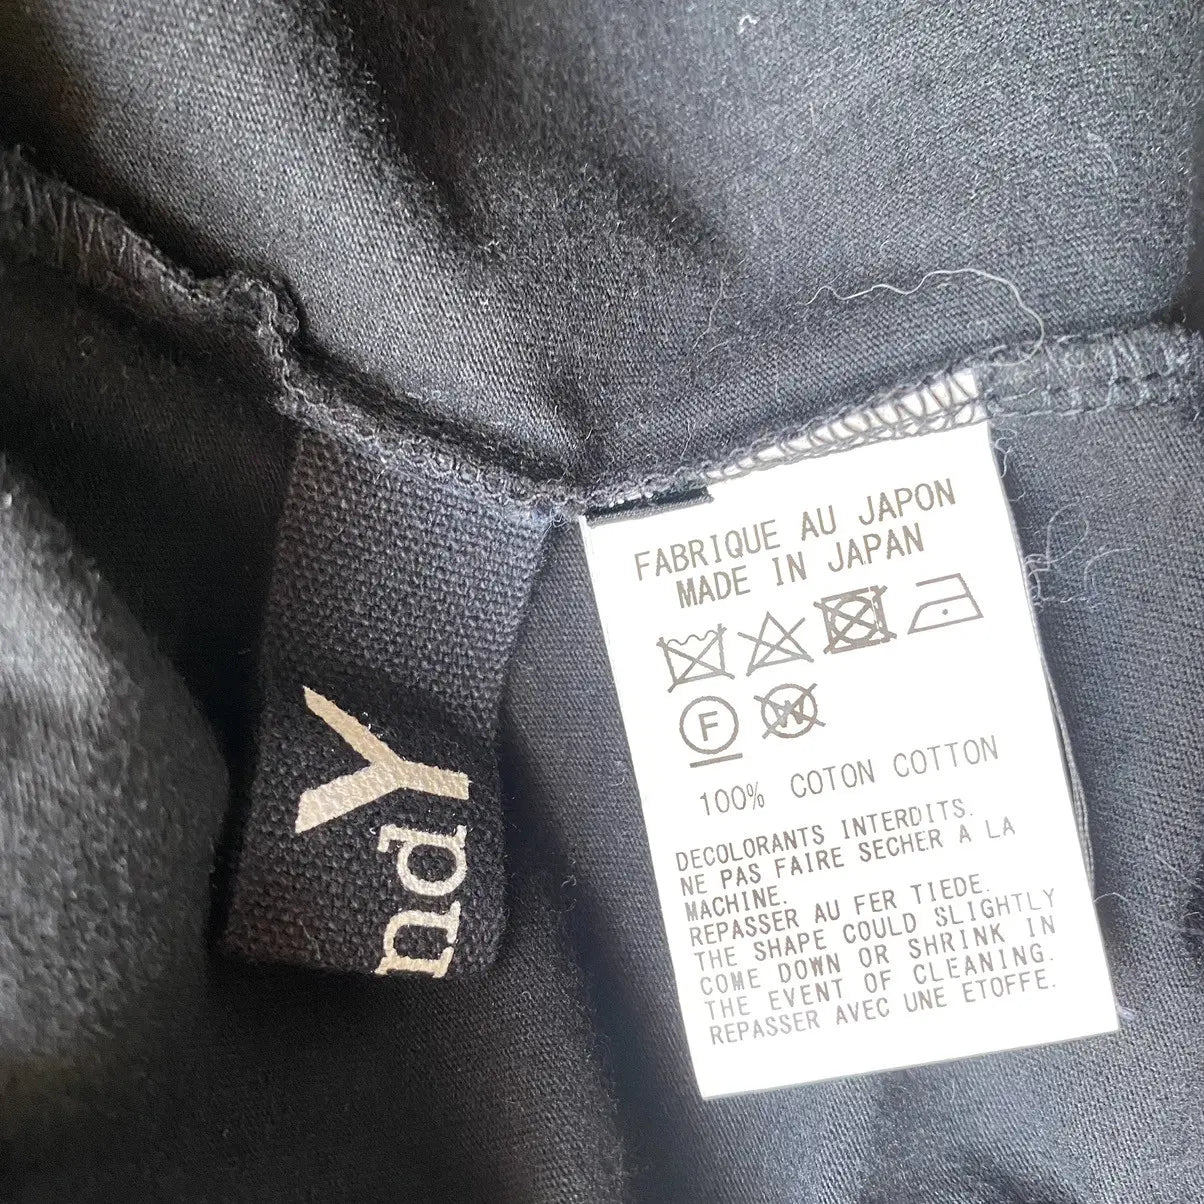 Y
nd
FABRIQUE AU JAPON
MADE IN JAPAN
F W
100% COTON COTTON
DECOLORANTS INTERDITS.
NE PAS FAIRE SECHER A LA
MACHINE.
REPASSER AU FER TIEDE.
THE SHAPE COULD SLIGHTLY
COME DOWN OR SHRINK IN
THE EVENT OF CLEANING.
REPASSER AVEC UNE ETOFFE.